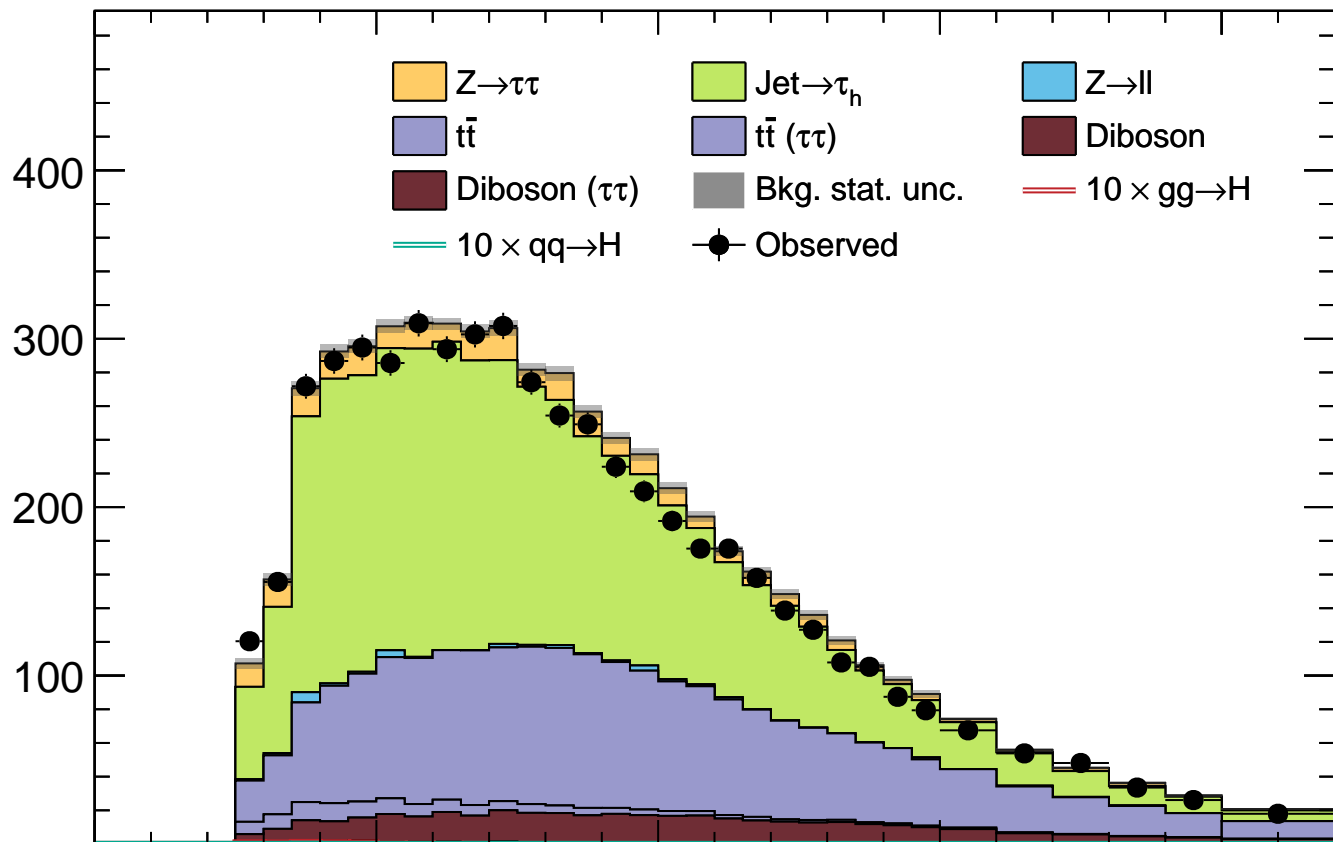 Z→ττ Jet→τₕ Z→ll
tt̄ tt̄ (ττ) Diboson
400
Diboson (ττ) Bkg. stat. unc. 10 × gg→H
10 × qq→H Observed
300
200
100